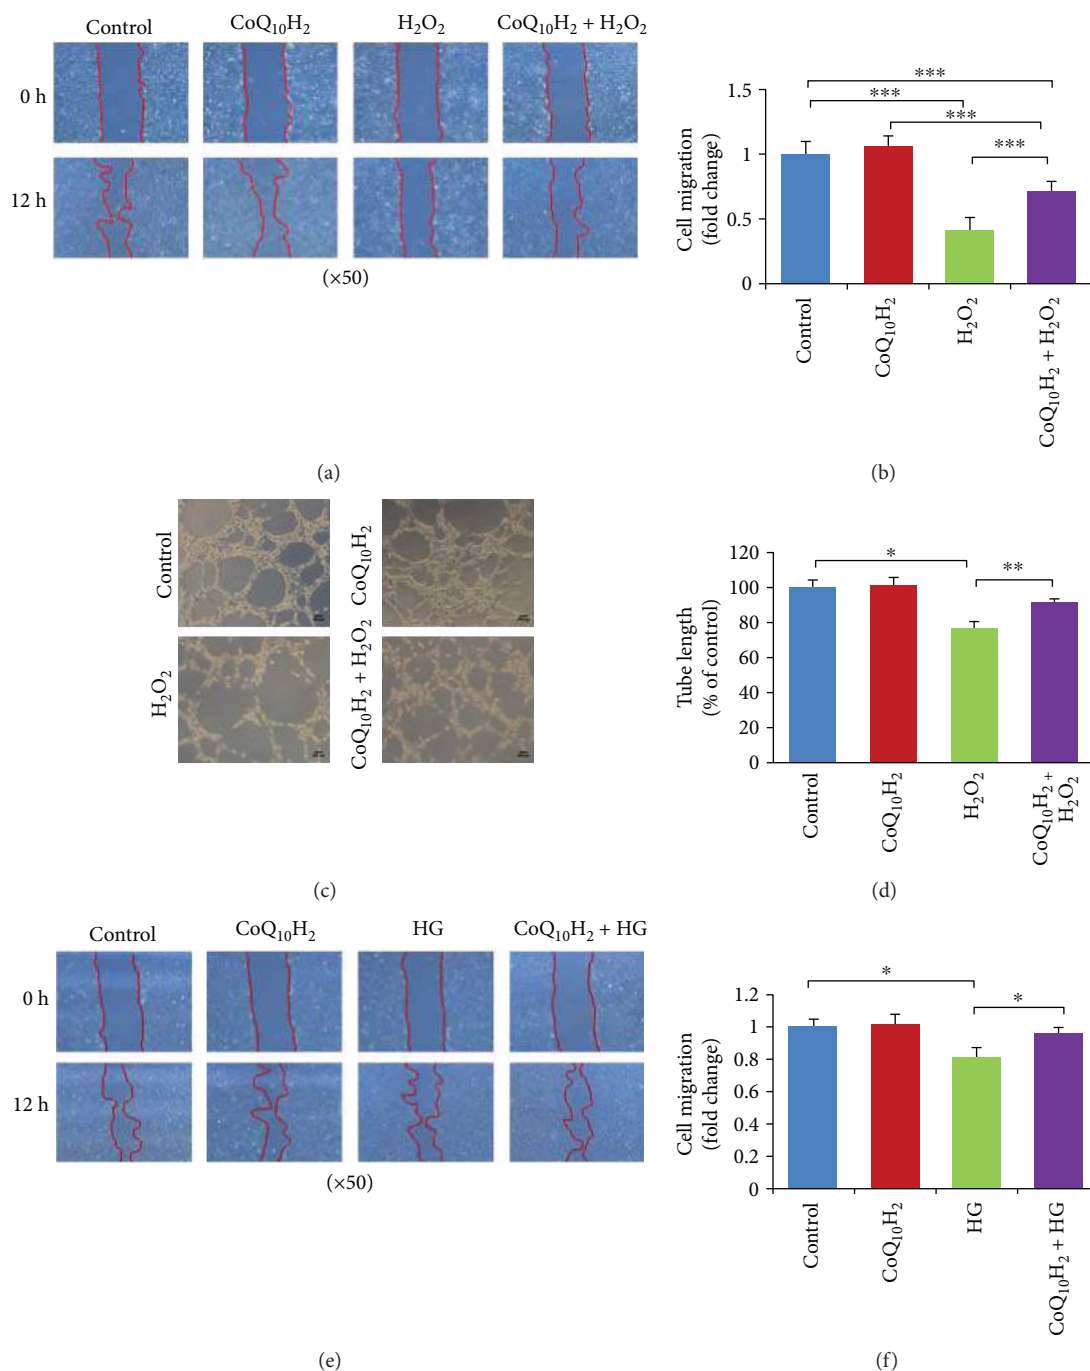 Control CoQ₁₀H₂ H₂O₂ CoQ₁₀H₂ + H₂O₂
0 h
12 h
(×50)
(a)
Cell migration
(fold change)
1.5
1
0.5
0
***
***
***
***
Control
CoQ₁₀H₂
H₂O₂
CoQ₁₀H₂ + H₂O₂
(b)
Control
CoQ₁₀H₂
H₂O₂
CoQ₁₀H₂ + H₂O₂
(c)
Tube length
(% of control)
120
100
80
60
40
20
0
*
**
Control
CoQ₁₀H₂
H₂O₂
CoQ₁₀H₂ +
H₂O₂
(d)
Control CoQ₁₀H₂ HG CoQ₁₀H₂ + HG
0 h
12 h
(×50)
(e)
Cell migration
(fold change)
1.2
1
0.8
0.6
0.4
0.2
0
*
*
Control
CoQ₁₀H₂
HG
CoQ₁₀H₂ + HG
(f)